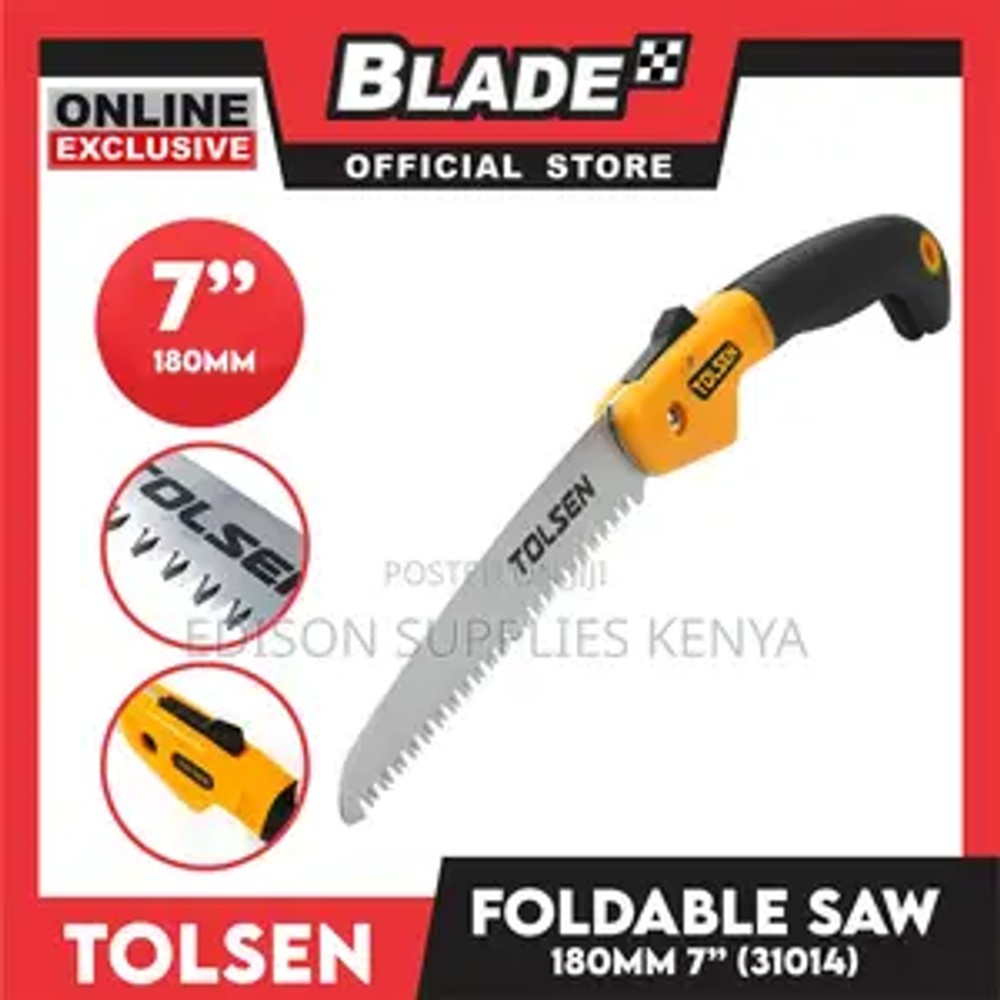 BLADE
OFFICIAL STORE
ONLINE
EXCLUSIVE
7”
180MM
TOLSEN
TOLSEN
TOLSEN
EDISON SUPPLIES KENYA
TOLSEN
FOLDABLE SAW
180MM 7” (31014)